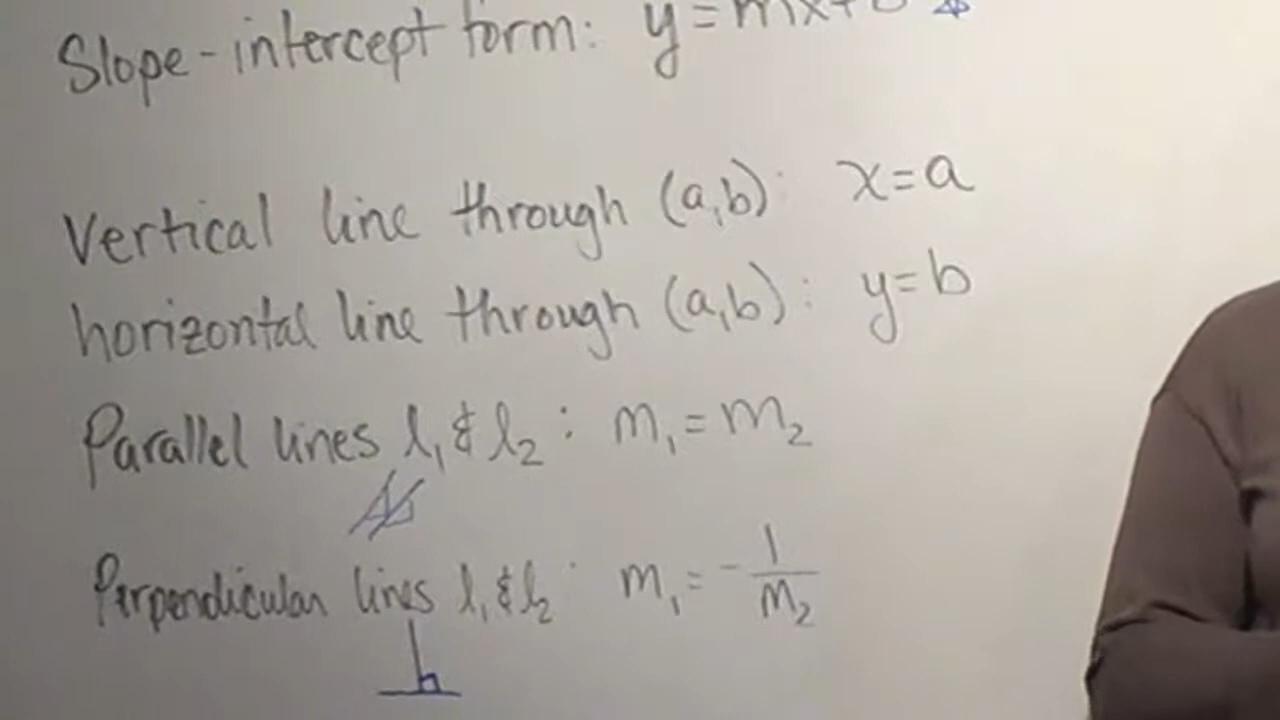 Slope-intercept form: y = mx+b
Vertical line through (a,b): x=a
horizontal line through (a,b): y=b
Parallel lines l₁ & l₂ : m₁ = m₂
Perpendicular lines l₁ & l₂: m₁ = -1/m₂